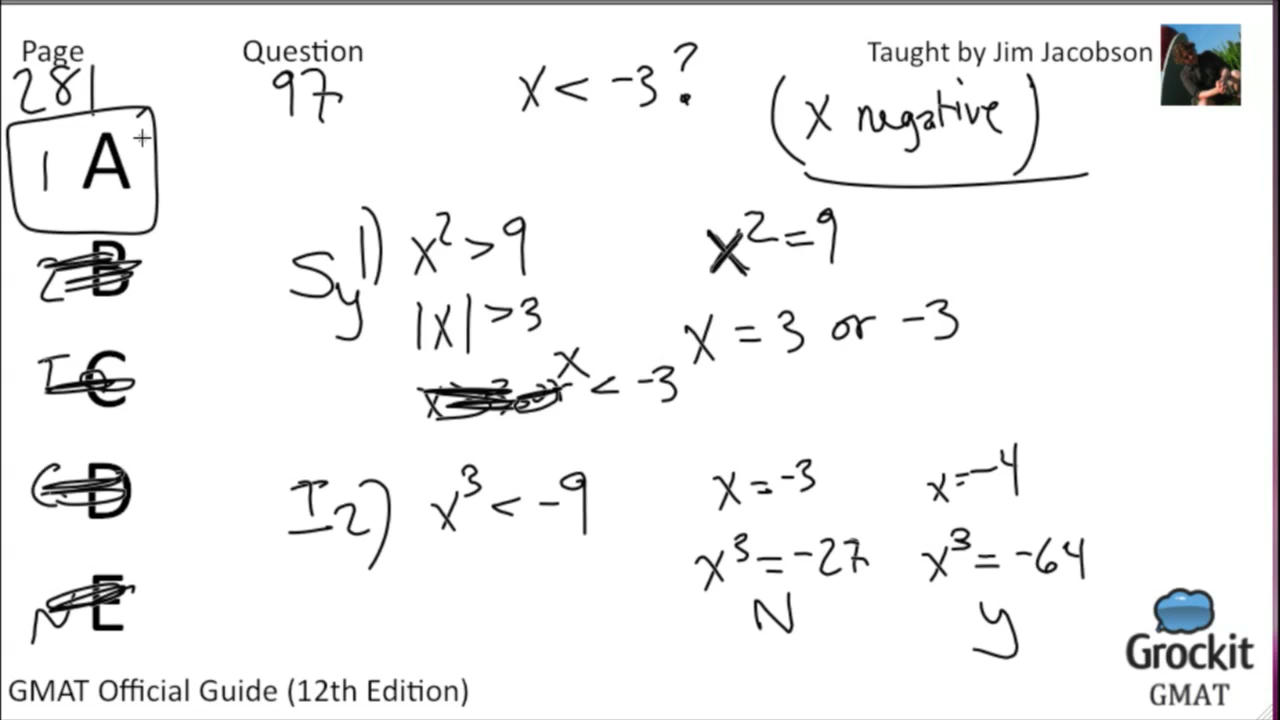 Page Question Taught by Jim Jacobson
281 97 x < -3?
(x negative)
1 A
S y 1) x² > 9 x² = 9
2 B
|x| > 3 x = 3 or -3
x < -3
T C
I 2) x³ < -9 x = -3 x = -4
D
x³ = -27 x³ = -64
N E N y
Grockit
GMAT
GMAT Official Guide (12th Edition)